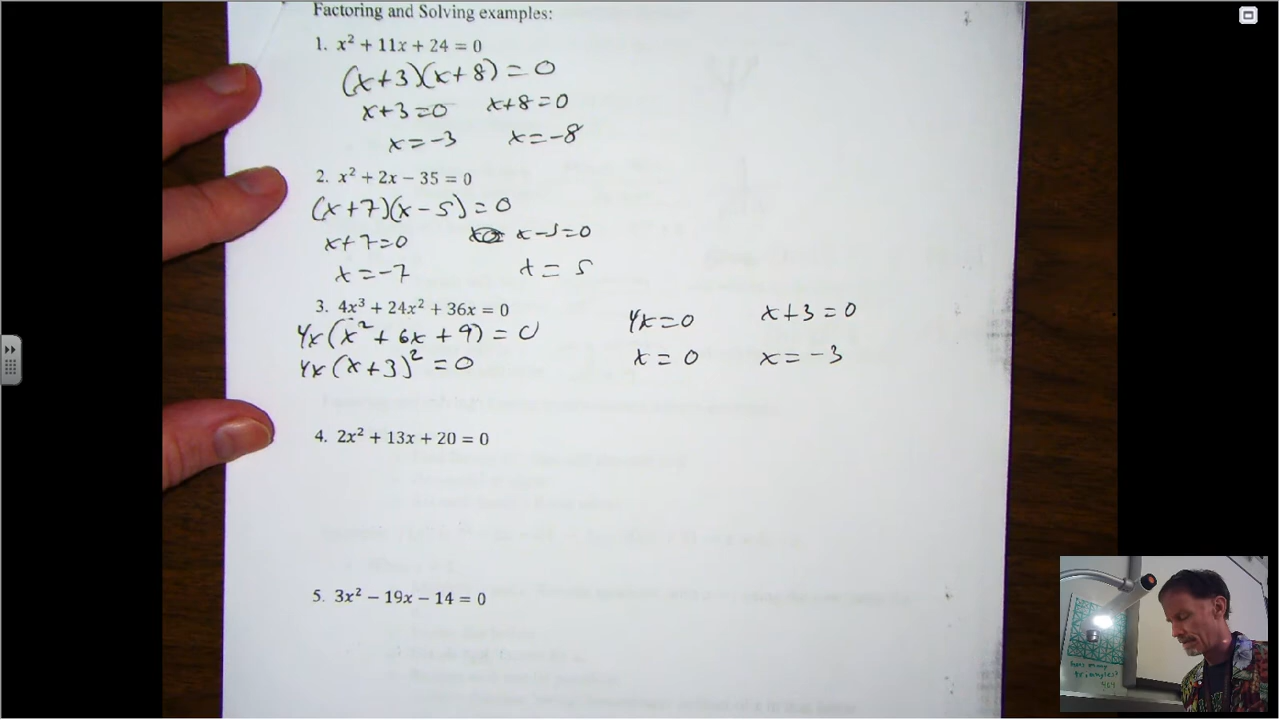 Factoring and Solving examples:
1. x² + 11x + 24 = 0
(x+3)(x+8) = 0
x+3=0 x+8=0
x=-3 x=-8
2. x² + 2x − 35 = 0
(x+7)(x-5) = 0
x+7=0 x-5=0
x=-7 x=5
3. 4x³ + 24x² + 36x = 0
4x(x² + 6x + 9) = 0
4x(x+3)² = 0
4x=0 x+3=0
x=0 x=-3
4. 2x² + 13x + 20 = 0
5. 3x² − 19x − 14 = 0